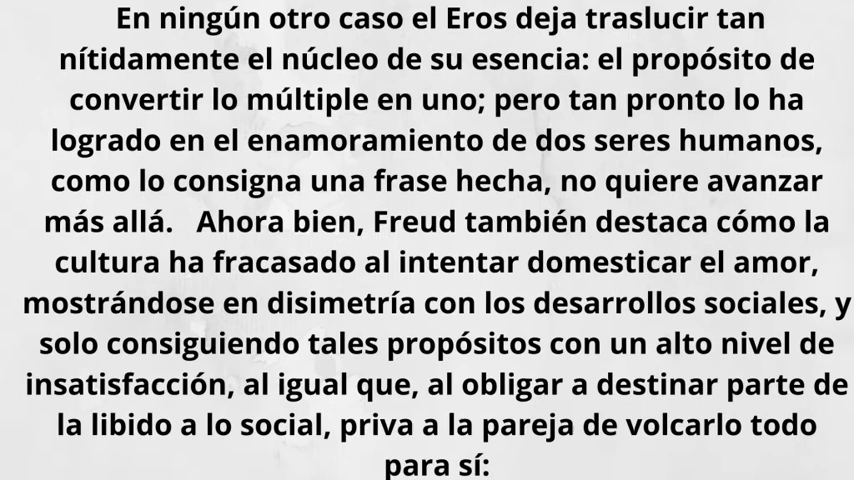 En ningún otro caso el Eros deja traslucir tan
nítidamente el núcleo de su esencia: el propósito de
convertir lo múltiple en uno; pero tan pronto lo ha
logrado en el enamoramiento de dos seres humanos,
como lo consigna una frase hecha, no quiere avanzar
más allá.   Ahora bien, Freud también destaca cómo la
cultura ha fracasado al intentar domesticar el amor,
mostrándose en disimetría con los desarrollos sociales, y
solo consiguiendo tales propósitos con un alto nivel de
insatisfacción, al igual que, al obligar a destinar parte de
la libido a lo social, priva a la pareja de volcarlo todo
para sí: